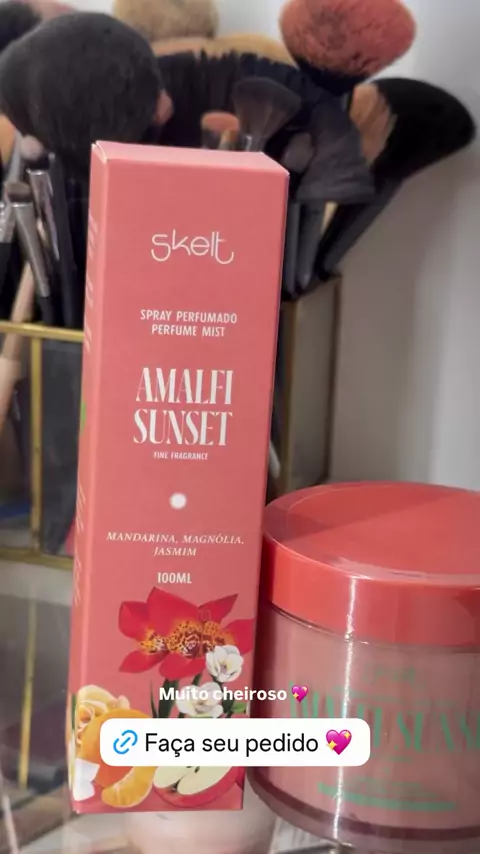 skelt
SPRAY PERFUMADO
PERFUME MIST
AMALFI
SUNSET
FINE FRAGRANCE
MANDARINA, MAGNÓLIA,
JASMIM
100ML
Muito cheiroso 💖
Faça seu pedido 💖